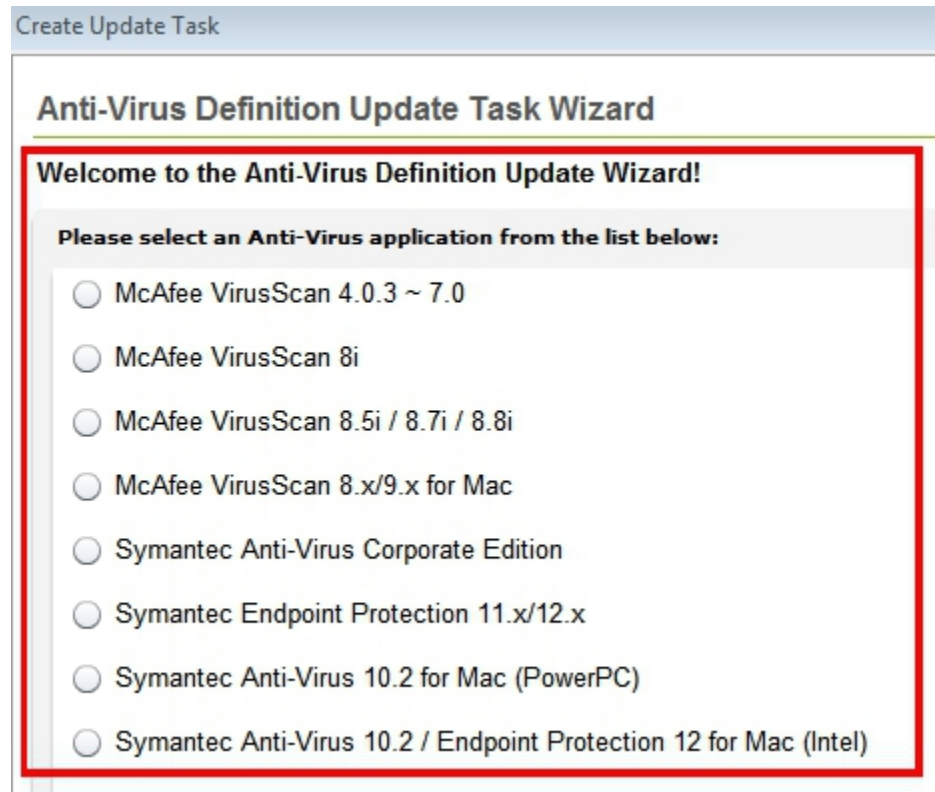 Create Update Task
Anti-Virus Definition Update Task Wizard
Welcome to the Anti-Virus Definition Update Wizard!
Please select an Anti-Virus application from the list below:
McAfee VirusScan 4.0.3 ~ 7.0
McAfee VirusScan 8i
McAfee VirusScan 8.5i / 8.7i / 8.8i
McAfee VirusScan 8.x/9.x for Mac
Symantec Anti-Virus Corporate Edition
Symantec Endpoint Protection 11.x/12.x
Symantec Anti-Virus 10.2 for Mac (PowerPC)
Symantec Anti-Virus 10.2 / Endpoint Protection 12 for Mac (Intel)